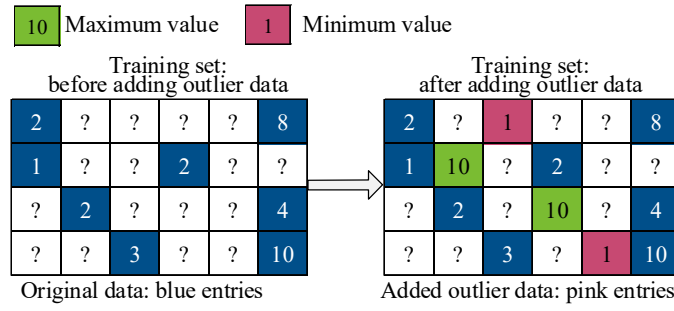 10 Maximum value 1 Minimum value
Training set: Training set:
before adding outlier data after adding outlier data
2 ? ? ? ? 8 2 ? 1 ? ? 8
1 ? ? 2 ? ? 1 10 ? 2 ? ?
? 2 ? ? ? 4 ? 2 ? 10 ? 4
? ? 3 ? ? 10 ? ? 3 ? 1 10
Original data: blue entries Added outlier data: pink entries